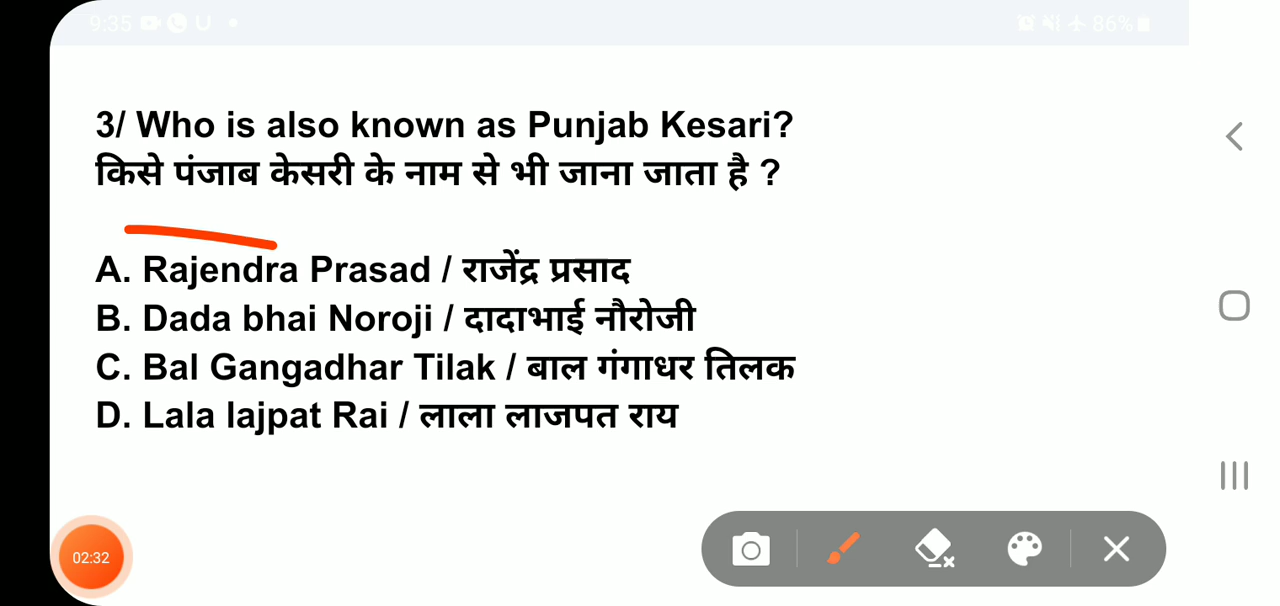 9:35 U
86%
3/ Who is also known as Punjab Kesari?
किसे पंजाब केसरी के नाम से भी जाना जाता है ?
A. Rajendra Prasad / राजेंद्र प्रसाद
B. Dada bhai Noroji / दादाभाई नौरोजी
C. Bal Gangadhar Tilak / बाल गंगाधर तिलक
D. Lala lajpat Rai / लाला लाजपत राय
02:32